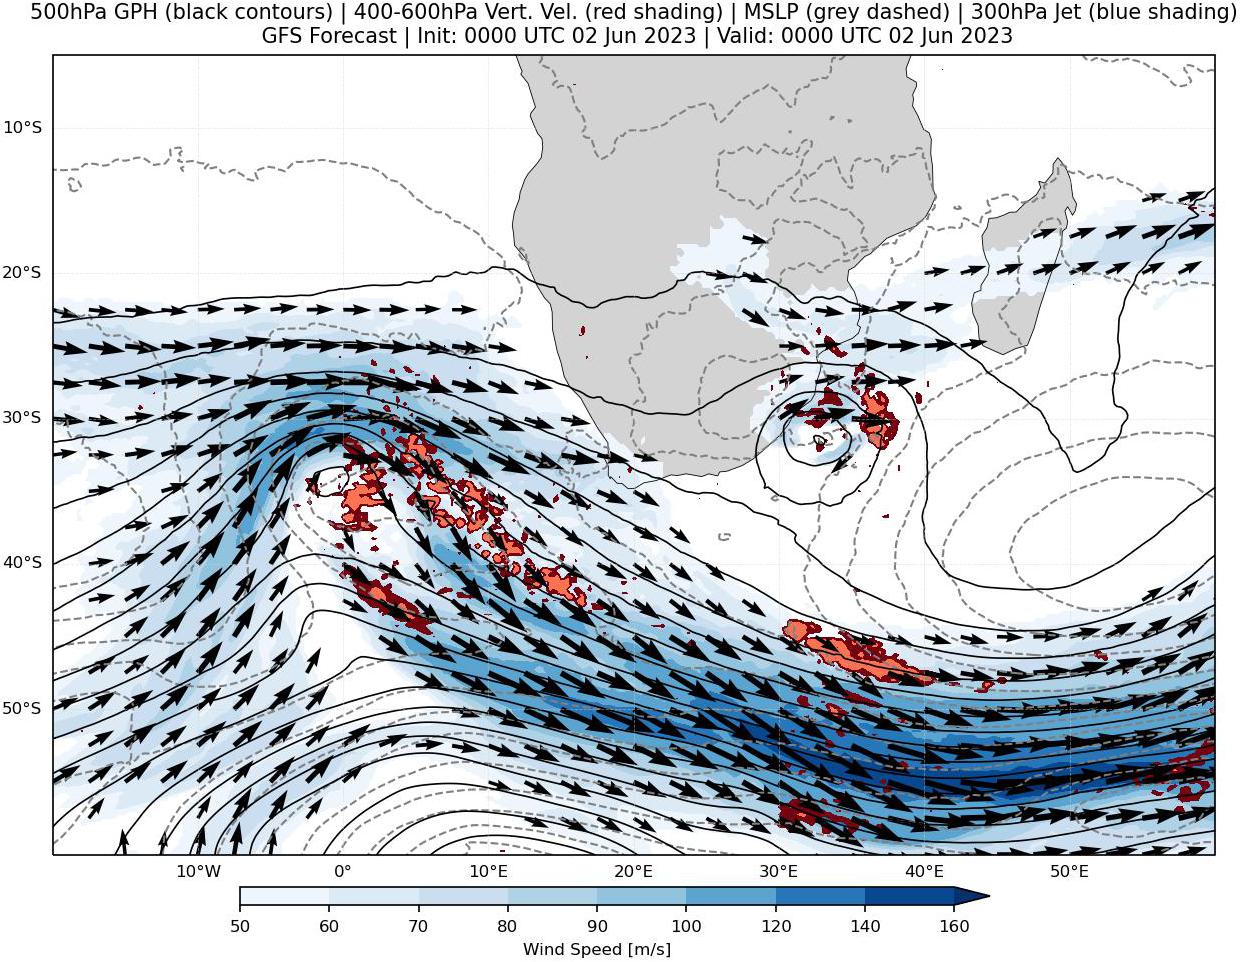 500hPa GPH (black contours) | 400-600hPa Vert. Vel. (red shading) | MSLP (grey dashed) | 300hPa Jet (blue shading)
GFS Forecast | Init: 0000 UTC 02 Jun 2023 | Valid: 0000 UTC 02 Jun 2023
10°S
20°S
30°S
40°S
50°S
10°W 0° 10°E 20°E 30°E 40°E 50°E
50 60 70 80 90 100 120 140 160
Wind Speed [m/s]